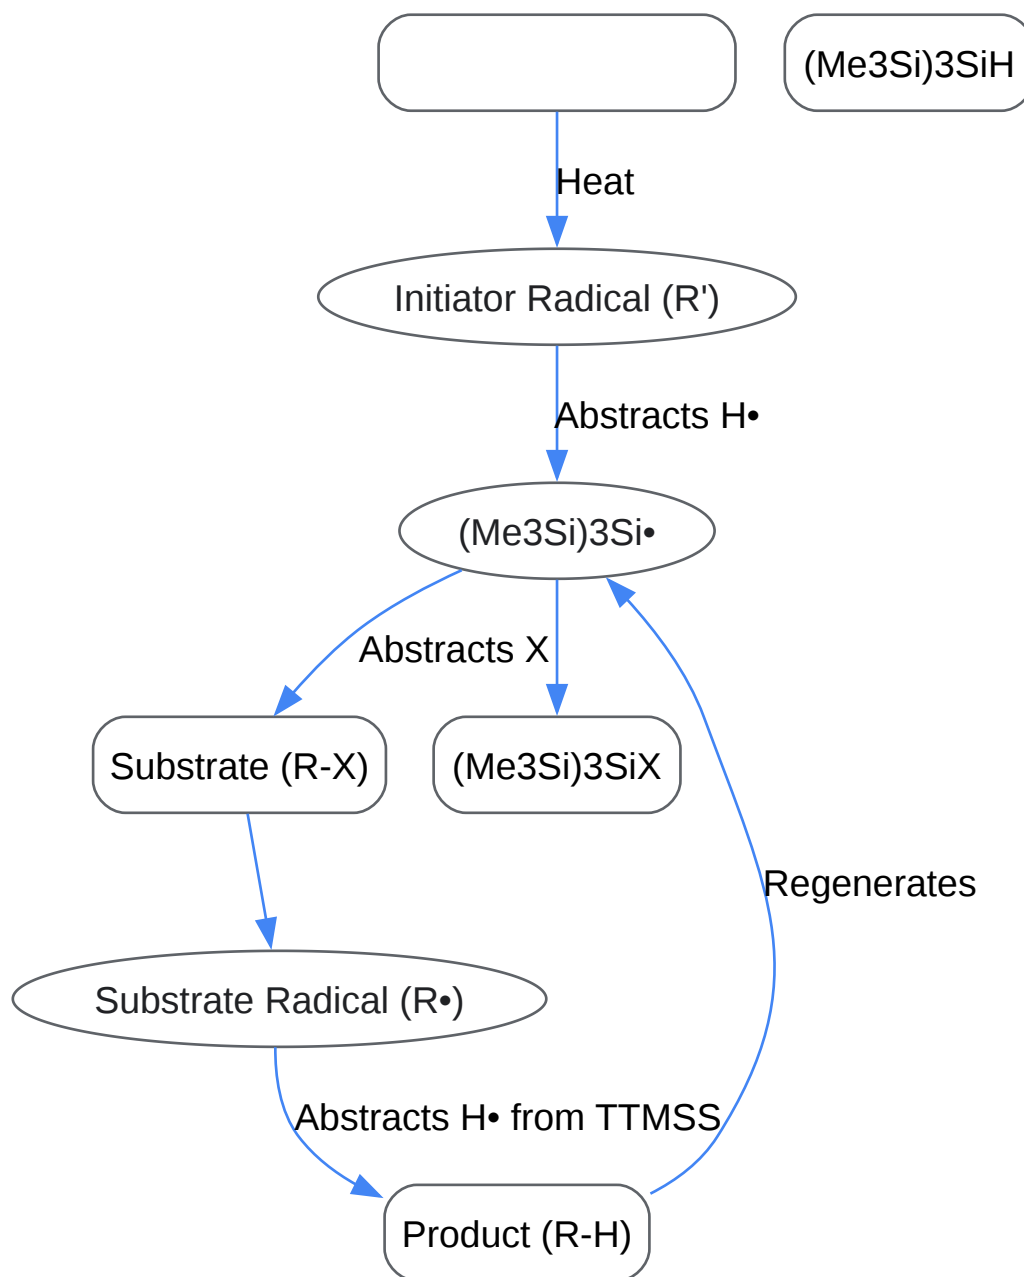 (Me3Si)3SiH
Heat
Initiator Radical (R')
Abstracts H•
(Me3Si)3Si•
Abstracts X
Substrate (R-X)
(Me3Si)3SiX
Regenerates
Substrate Radical (R•)
Abstracts H• from TTMSS
Product (R-H)